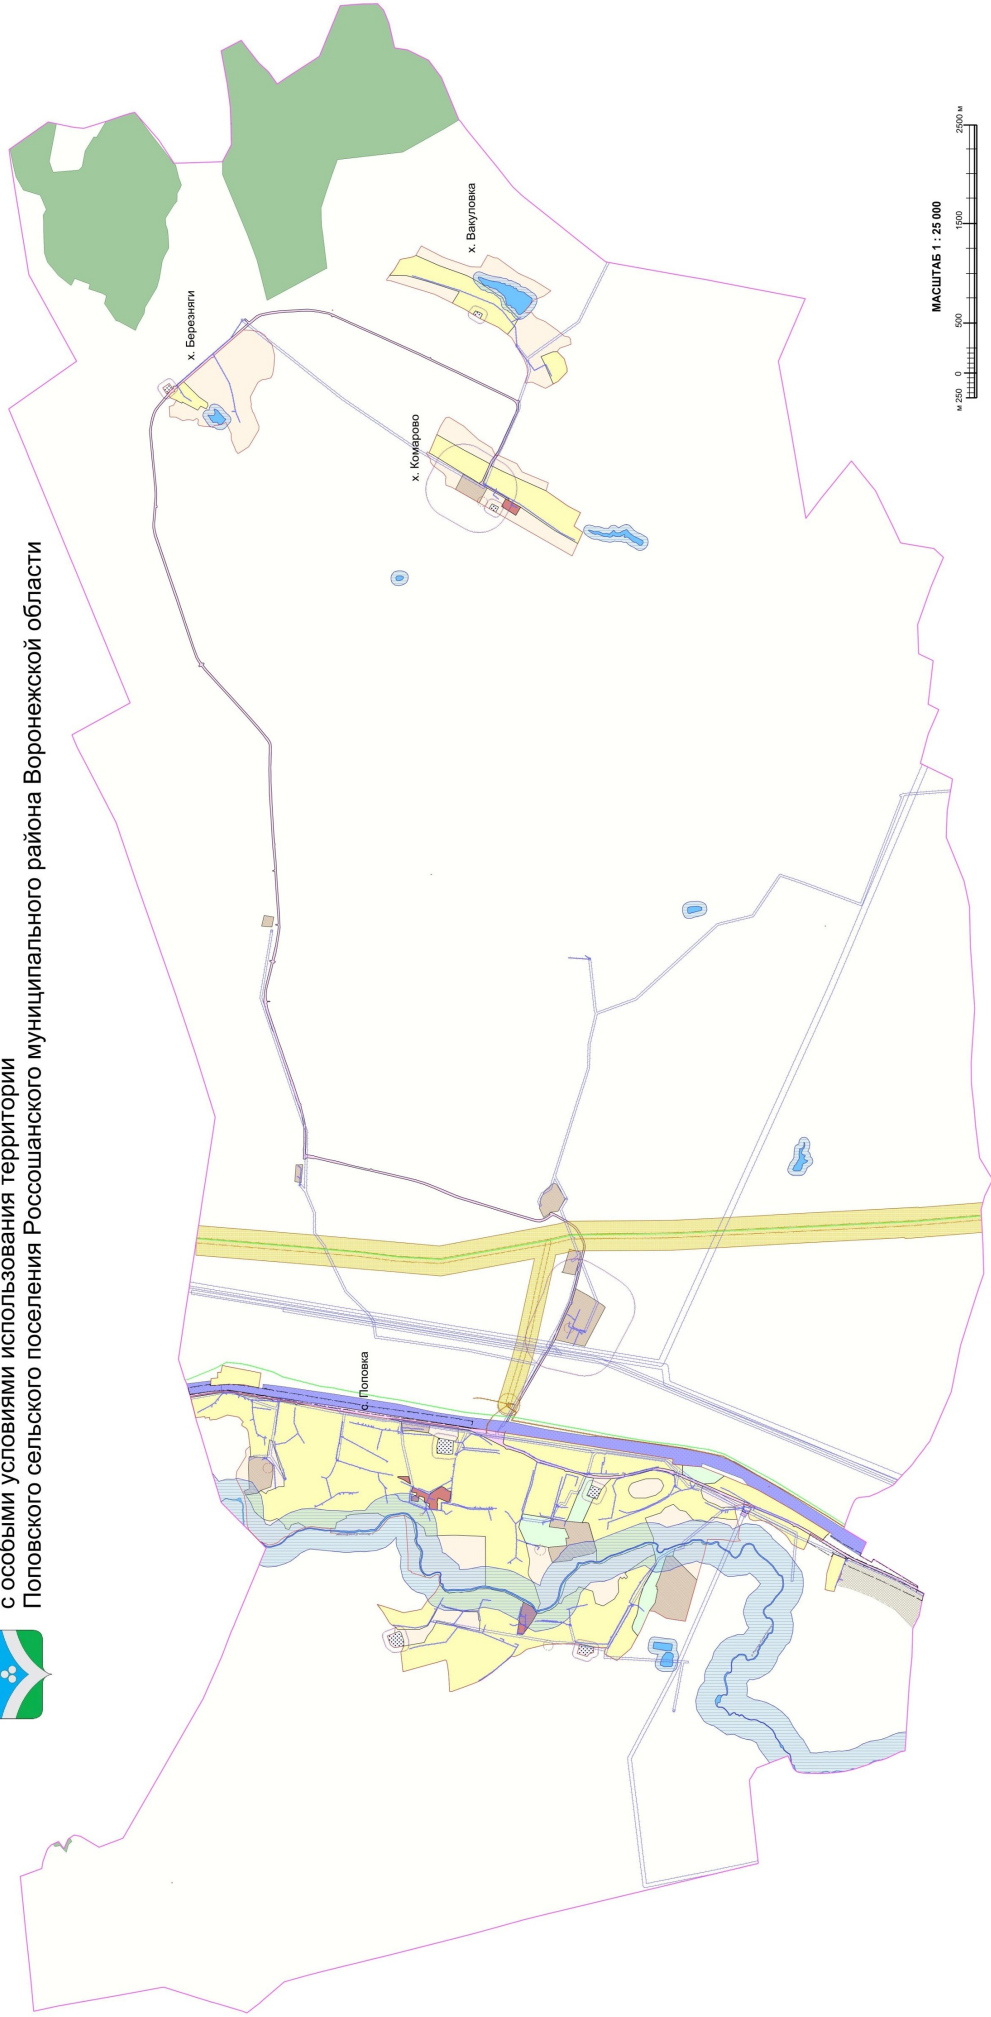 с особыми условиями использования территории
Поповского сельского поселения Россошанского муниципального района Воронежской области
х. Березняги
х. Вакуловка
х. Комарово
с. Поповка
МАСШТАБ 1 : 25 000
м 250 0 500 1500 2500 м